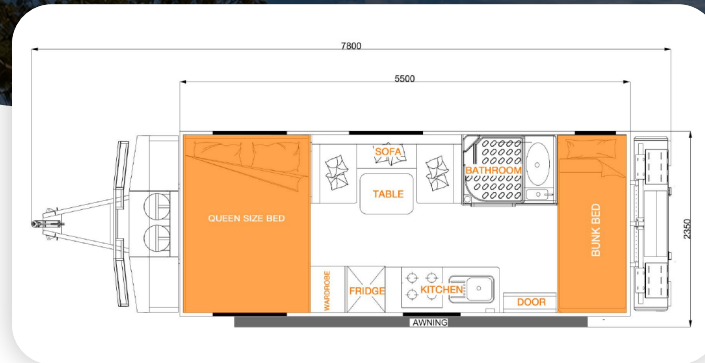 7800
5500
SOFA
BATHROOM
TABLE
QUEEN SIZE BED
BUNK BED
2350
WARDROBE
FRIDGE
KITCHEN
DOOR
AWNING